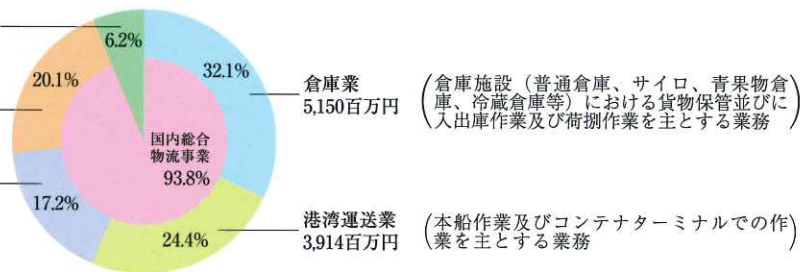 6.2%
20.1%
32.1%
国内総合
物流事業
93.8%
17.2%
24.4%
倉庫業
5,150百万円
(倉庫施設（普通倉庫、サイロ、青果物倉
庫、冷蔵倉庫等）における貨物保管並びに
入出庫作業及び荷捌作業を主とする業務)
港湾運送業
3,914百万円
(本船作業及びコンテナターミナルでの作
業を主とする業務)